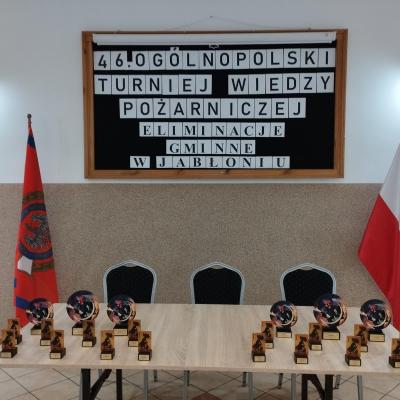 46.OGÓLNOPOLSKI
TURNIEJ WIEDZY
POŻARNICZEJ
ELIMINACJE
GMINNE
W JABŁONIU